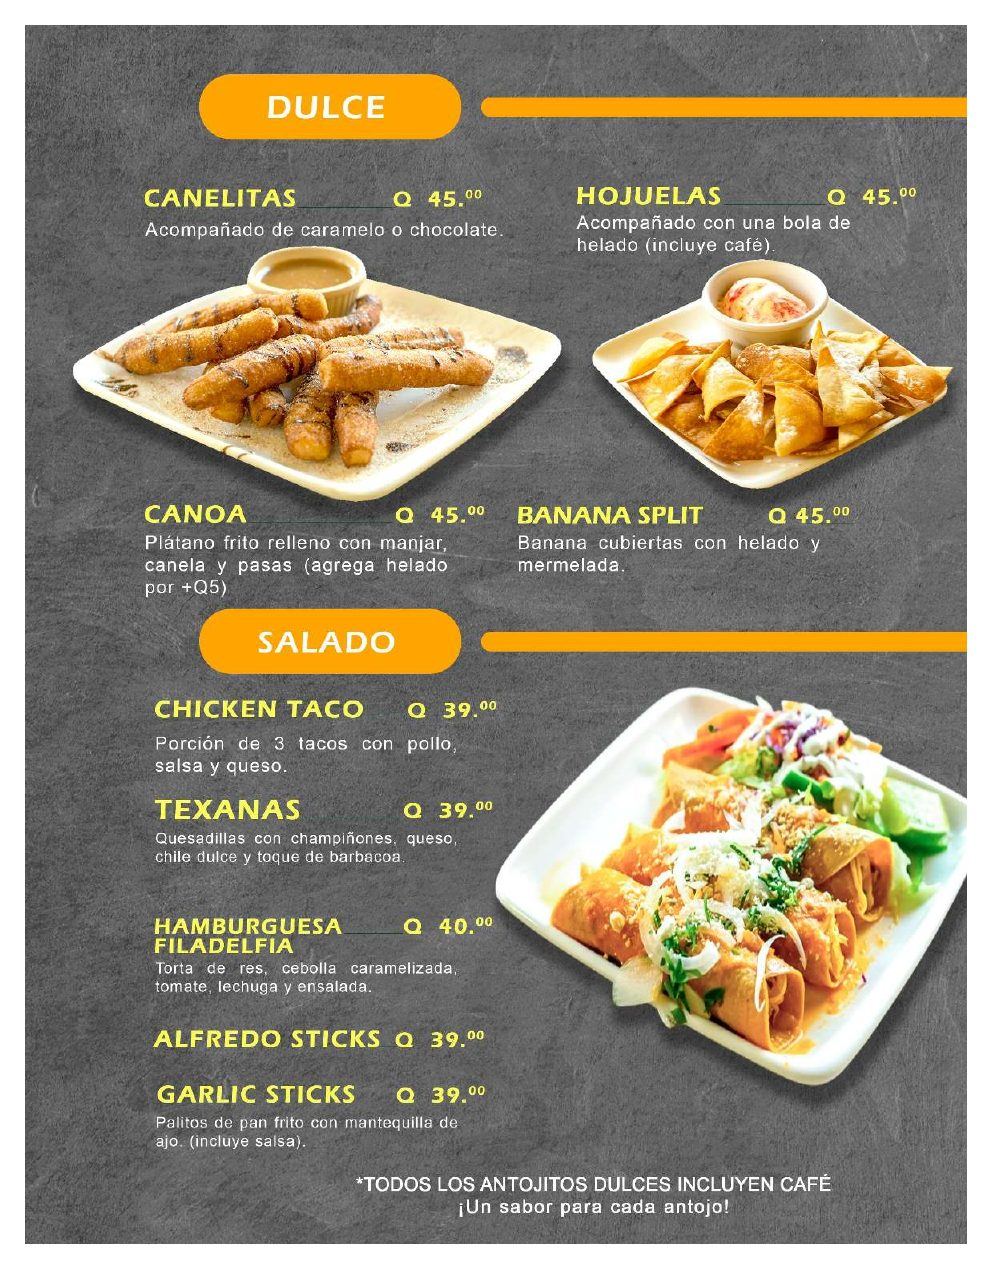 DULCE
CANELITAS Q 45.00
Acompañado de caramelo o chocolate.
HOJUELAS Q 45.00
Acompañado con una bola de
helado (incluye café).
CANOA Q 45.00
Plátano frito relleno con manjar,
canela y pasas (agrega helado
por +Q5)
BANANA SPLIT Q 45.00
Banana cubiertas con helado y
mermelada.
SALADO
CHICKEN TACO Q 39.00
Porción de 3 tacos con pollo,
salsa y queso.
TEXANAS Q 39.00
Quesadillas con champiñones, queso,
chile dulce y toque de barbacoa.
HAMBURGUESA Q 40.00
FILADELFIA
Torta de res, cebolla caramelizada,
tomate, lechuga y ensalada.
ALFREDO STICKS Q 39.00
GARLIC STICKS Q 39.00
Palitos de pan frito con mantequilla de
ajo. (incluye salsa).
*TODOS LOS ANTOJITOS DULCES INCLUYEN CAFÉ
¡Un sabor para cada antojo!